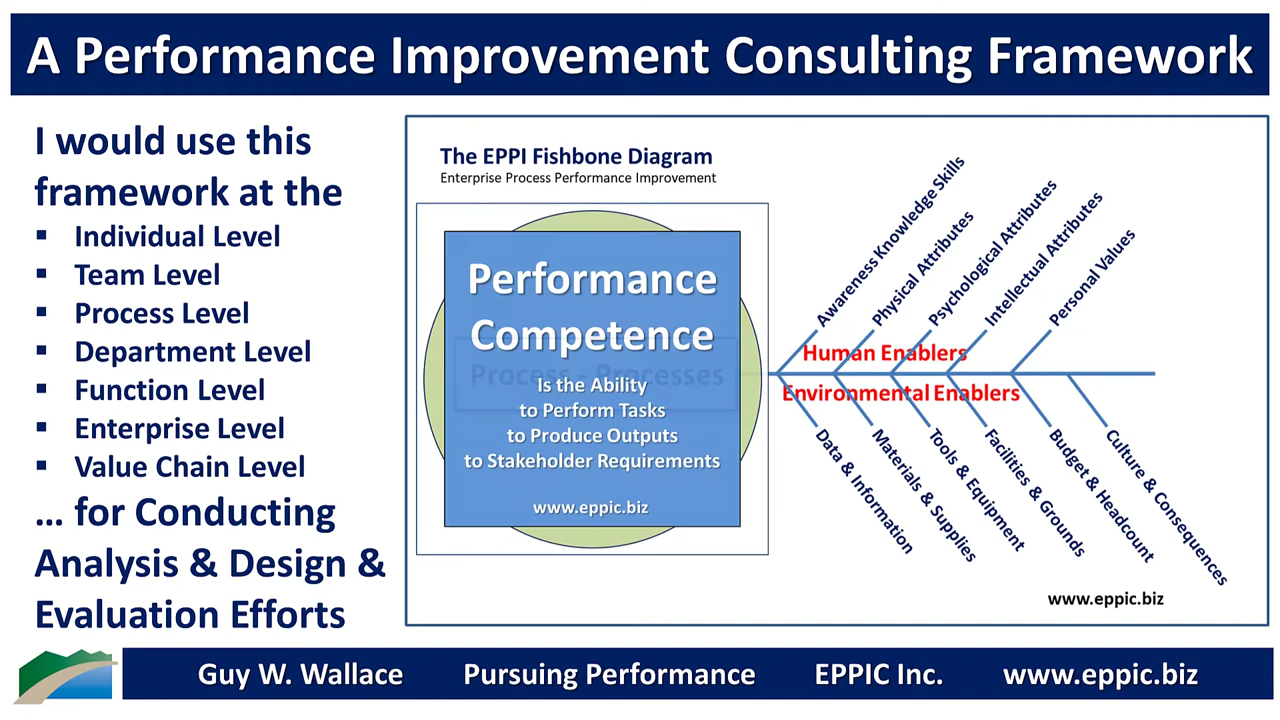 A Performance Improvement Consulting Framework
I would use this
framework at the
▪ Individual Level
▪ Team Level
▪ Process Level
▪ Department Level
▪ Function Level
▪ Enterprise Level
▪ Value Chain Level
… for Conducting
Analysis & Design &
Evaluation Efforts
The EPPI Fishbone Diagram
Enterprise Process Performance Improvement
Performance
Competence
Process - Processes
Is the Ability
to Perform Tasks
to Produce Outputs
to Stakeholder Requirements
www.eppic.biz
Awareness Knowledge Skills
Physical Attributes
Psychological Attributes
Intellectual Attributes
Personal Values
Human Enablers
Environmental Enablers
Data & Information
Materials & Supplies
Tools & Equipment
Facilities & Grounds
Budget & Headcount
Culture & Consequences
www.eppic.biz
Guy W. Wallace Pursuing Performance EPPIC Inc. www.eppic.biz